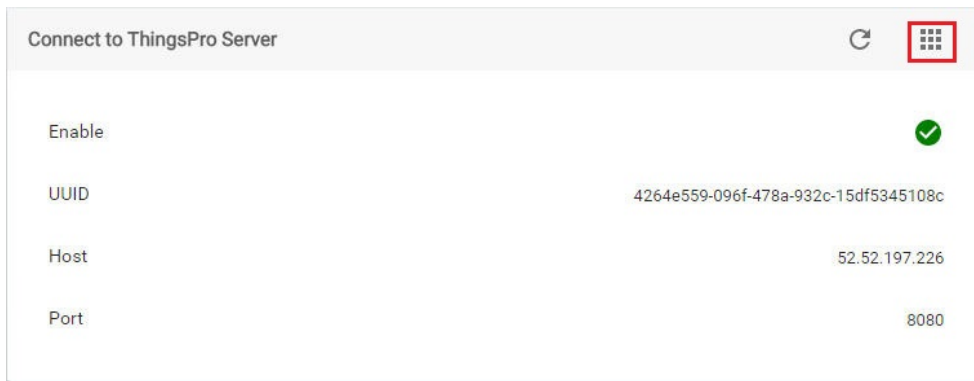 Connect to ThingsPro Server
Enable
UUID 4264e559-096f-478a-932c-15df5345108c
Host 52.52.197.226
Port 8080